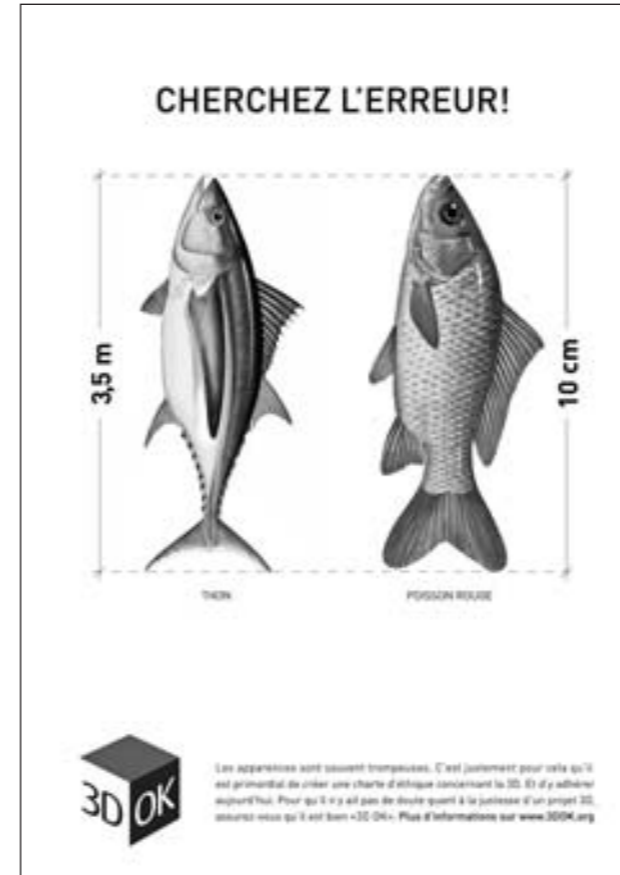 CHERCHEZ L'ERREUR!
3,5 m
10 cm
THON
POISSON ROUGE
3D OK
Les apparences sont souvent trompeuses. C'est justement pour cela qu'il
est primordial de créer une charte d'éthique concernant la 3D. Et d'y adhérer
aujourd'hui. Pour qu'il n'y ait pas de doute quant à la justesse d'un projet 3D,
assurez-vous qu'il est bien «3D OK». Plus d'informations sur www.3DOK.org